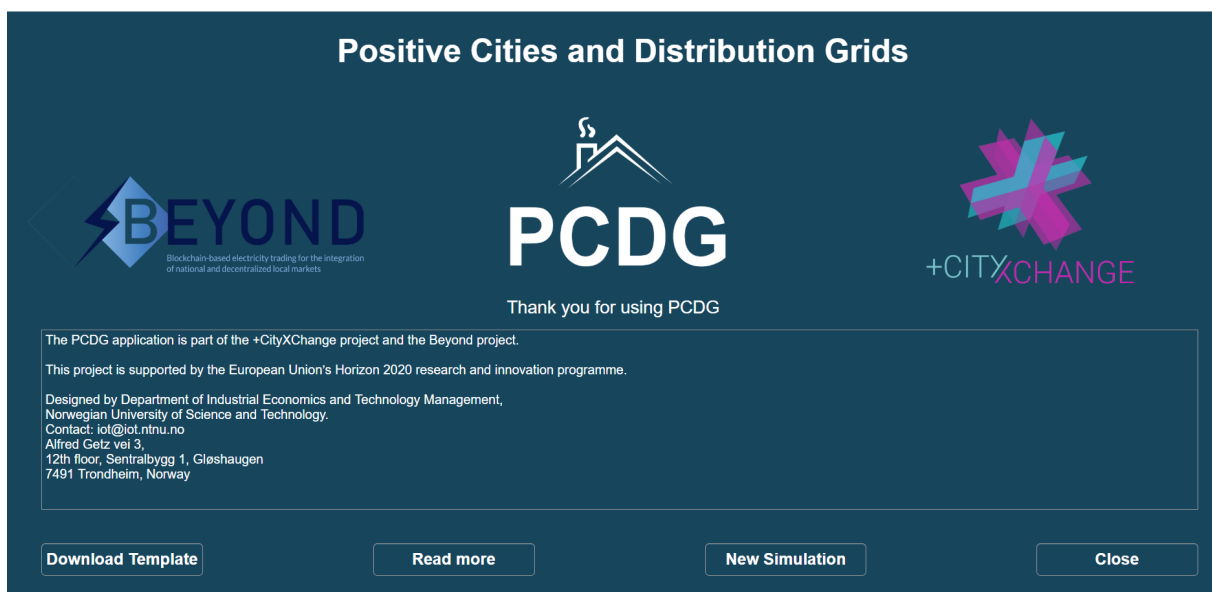 Positive Cities and Distribution Grids
BEYOND
Blockchain-based electricity trading for the integration
of national and decentralized local markets
PCDG
+CITYXCHANGE
Thank you for using PCDG
The PCDG application is part of the +CityXChange project and the Beyond project.
This project is supported by the European Union's Horizon 2020 research and innovation programme.
Designed by Department of Industrial Economics and Technology Management,
Norwegian University of Science and Technology.
Contact: iot@iot.ntnu.no
Alfred Getz vei 3,
12th floor, Sentralbygg 1, Gløshaugen
7491 Trondheim, Norway
Download Template
Read more
New Simulation
Close